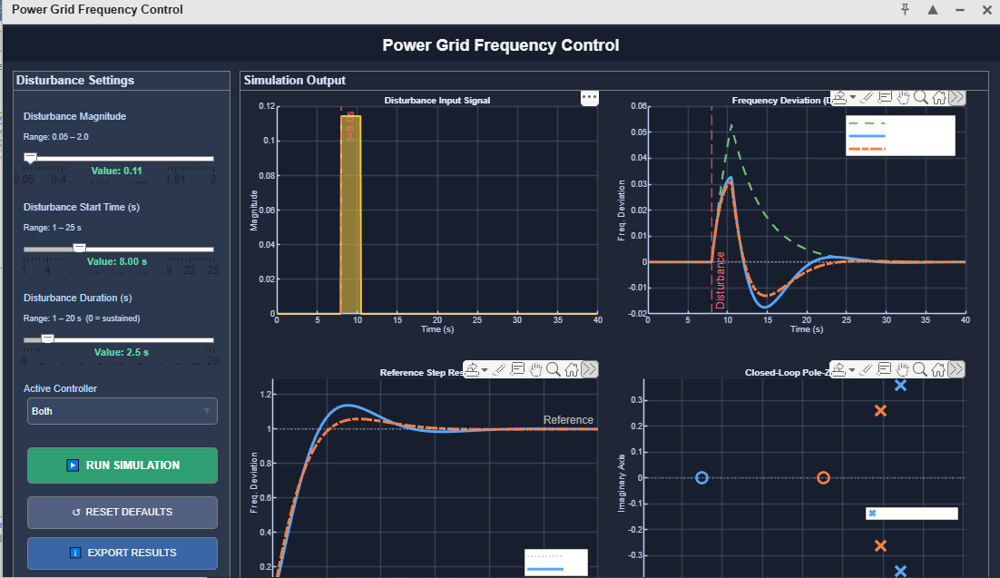 Power Grid Frequency Control
Power Grid Frequency Control
Disturbance Settings
Disturbance Magnitude
Range: 0.05 – 2.0
Value: 0.11
0.05 0.4 1.61 2
Disturbance Start Time (s)
Range: 1 – 25 s
Value: 8.00 s
1 4 19 22 25
Disturbance Duration (s)
Range: 1 – 20 s (0 = sustained)
Value: 2.5 s
0 20
Active Controller
Both
RUN SIMULATION
RESET DEFAULTS
EXPORT RESULTS
Simulation Output
Disturbance Input Signal
0.12
0.1
0.08
0.06
0.04
0.02
0
Magnitude
t=8.0s
0 5 10 15 20 25 30 35 40
Time (s)
Frequency Deviation (D
0.06
0.05
0.04
0.03
0.02
0.01
0
-0.01
-0.02
Freq. Deviation
Disturbance
0 5 10 15 20 25 30 35 40
Time (s)
Reference Step Res
1.2
1
0.8
0.6
0.4
0.2
Freq. Deviation
Reference
Closed-Loop Pole-Z
0.3
0.2
0.1
0
-0.1
-0.2
-0.3
Imaginary Axis